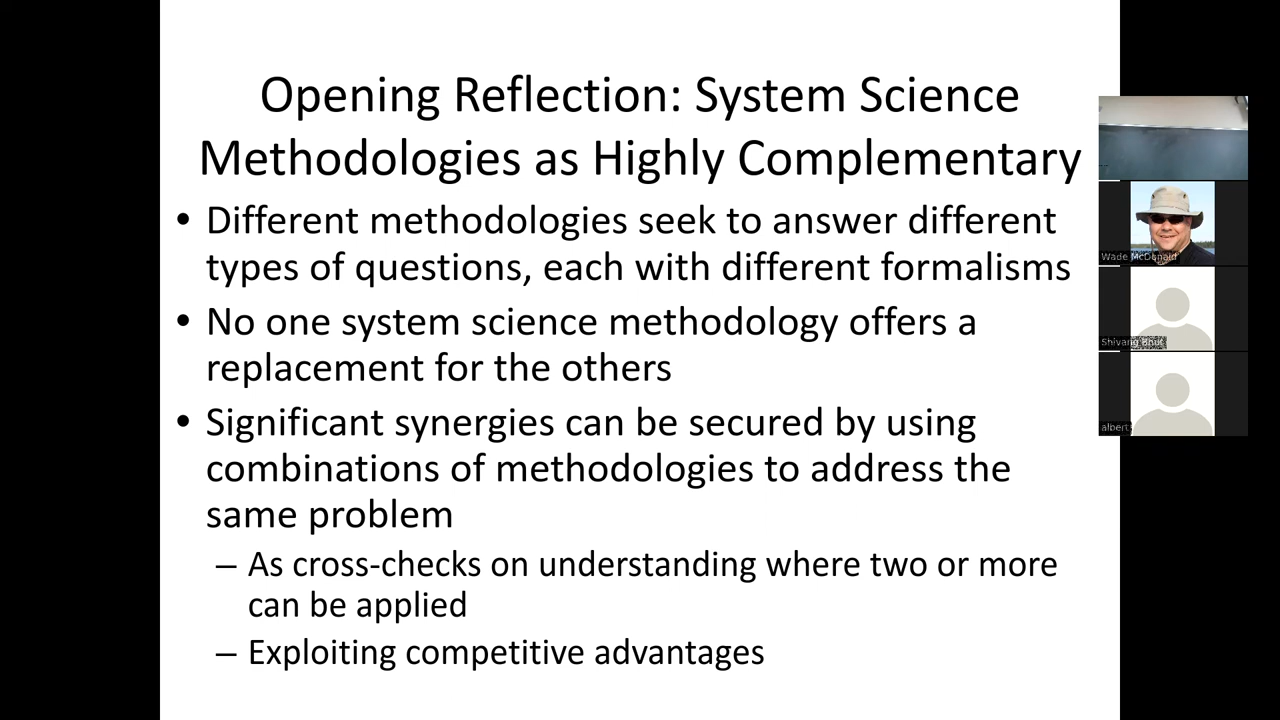 Opening Reflection: System Science
Methodologies as Highly Complementary
• Different methodologies seek to answer different
types of questions, each with different formalisms
• No one system science methodology offers a
replacement for the others
• Significant synergies can be secured by using
combinations of methodologies to address the
same problem
– As cross-checks on understanding where two or more
can be applied
– Exploiting competitive advantages
Wade McDonald
Shivang
albert